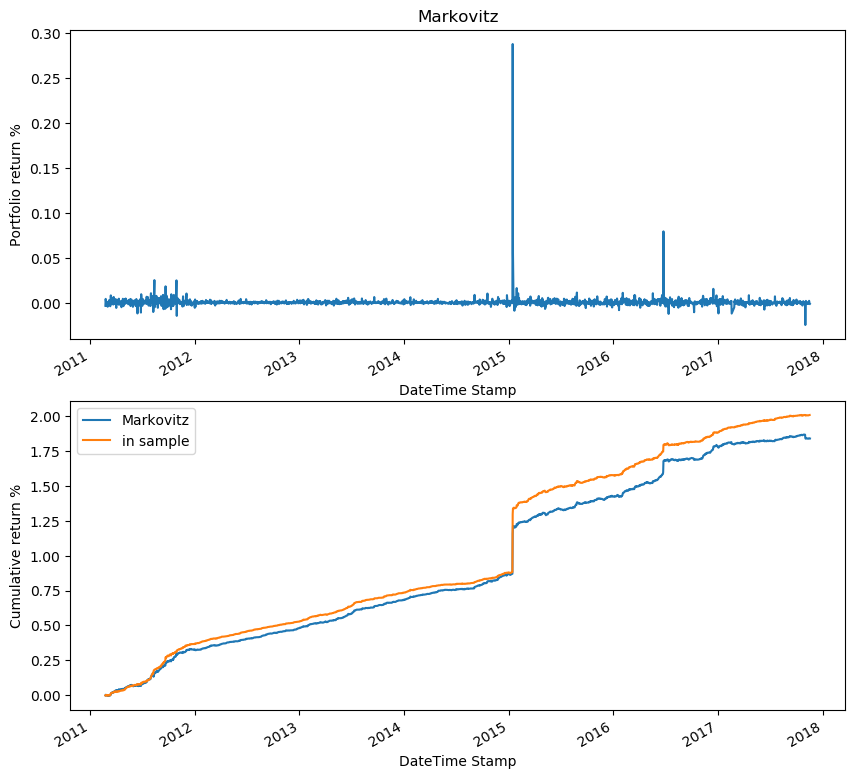 Markovitz
Portfolio return %
0.30
0.25
0.20
0.15
0.10
0.05
0.00
2011 2012 2013 2014 2015 2016 2017 2018
DateTime Stamp
Markovitz
in sample
Cumulative return %
2.00
1.75
1.50
1.25
1.00
0.75
0.50
0.25
0.00
2011 2012 2013 2014 2015 2016 2017 2018
DateTime Stamp